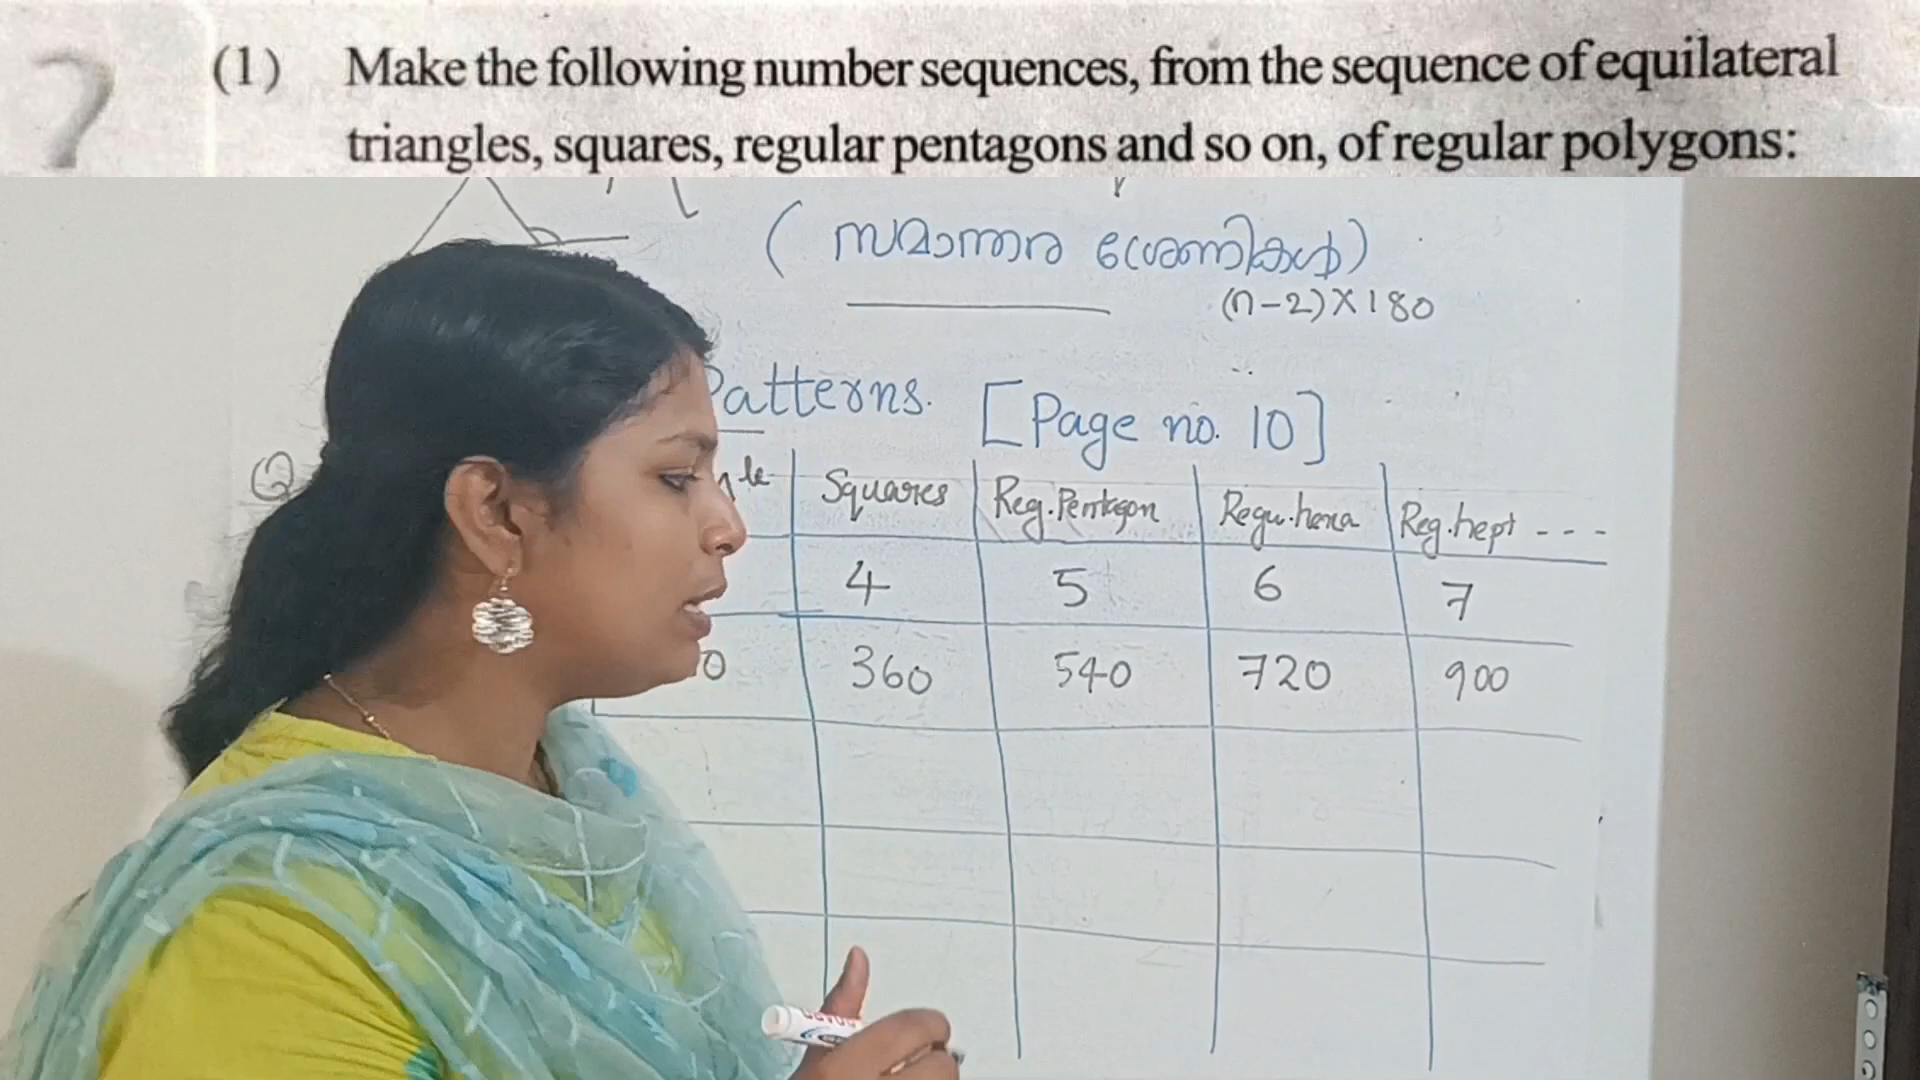 (1) Make the following number sequences, from the sequence of equilateral
triangles, squares, regular pentagons and so on, of regular polygons:
( സമാന്തര ശ്രേണികൾ )
(n-2)X180
Patterns. [Page no. 10]
Q
Squares Reg.Pentagon Regu.hexa Reg.hept ---
4 5 6 7
360 540 720 900